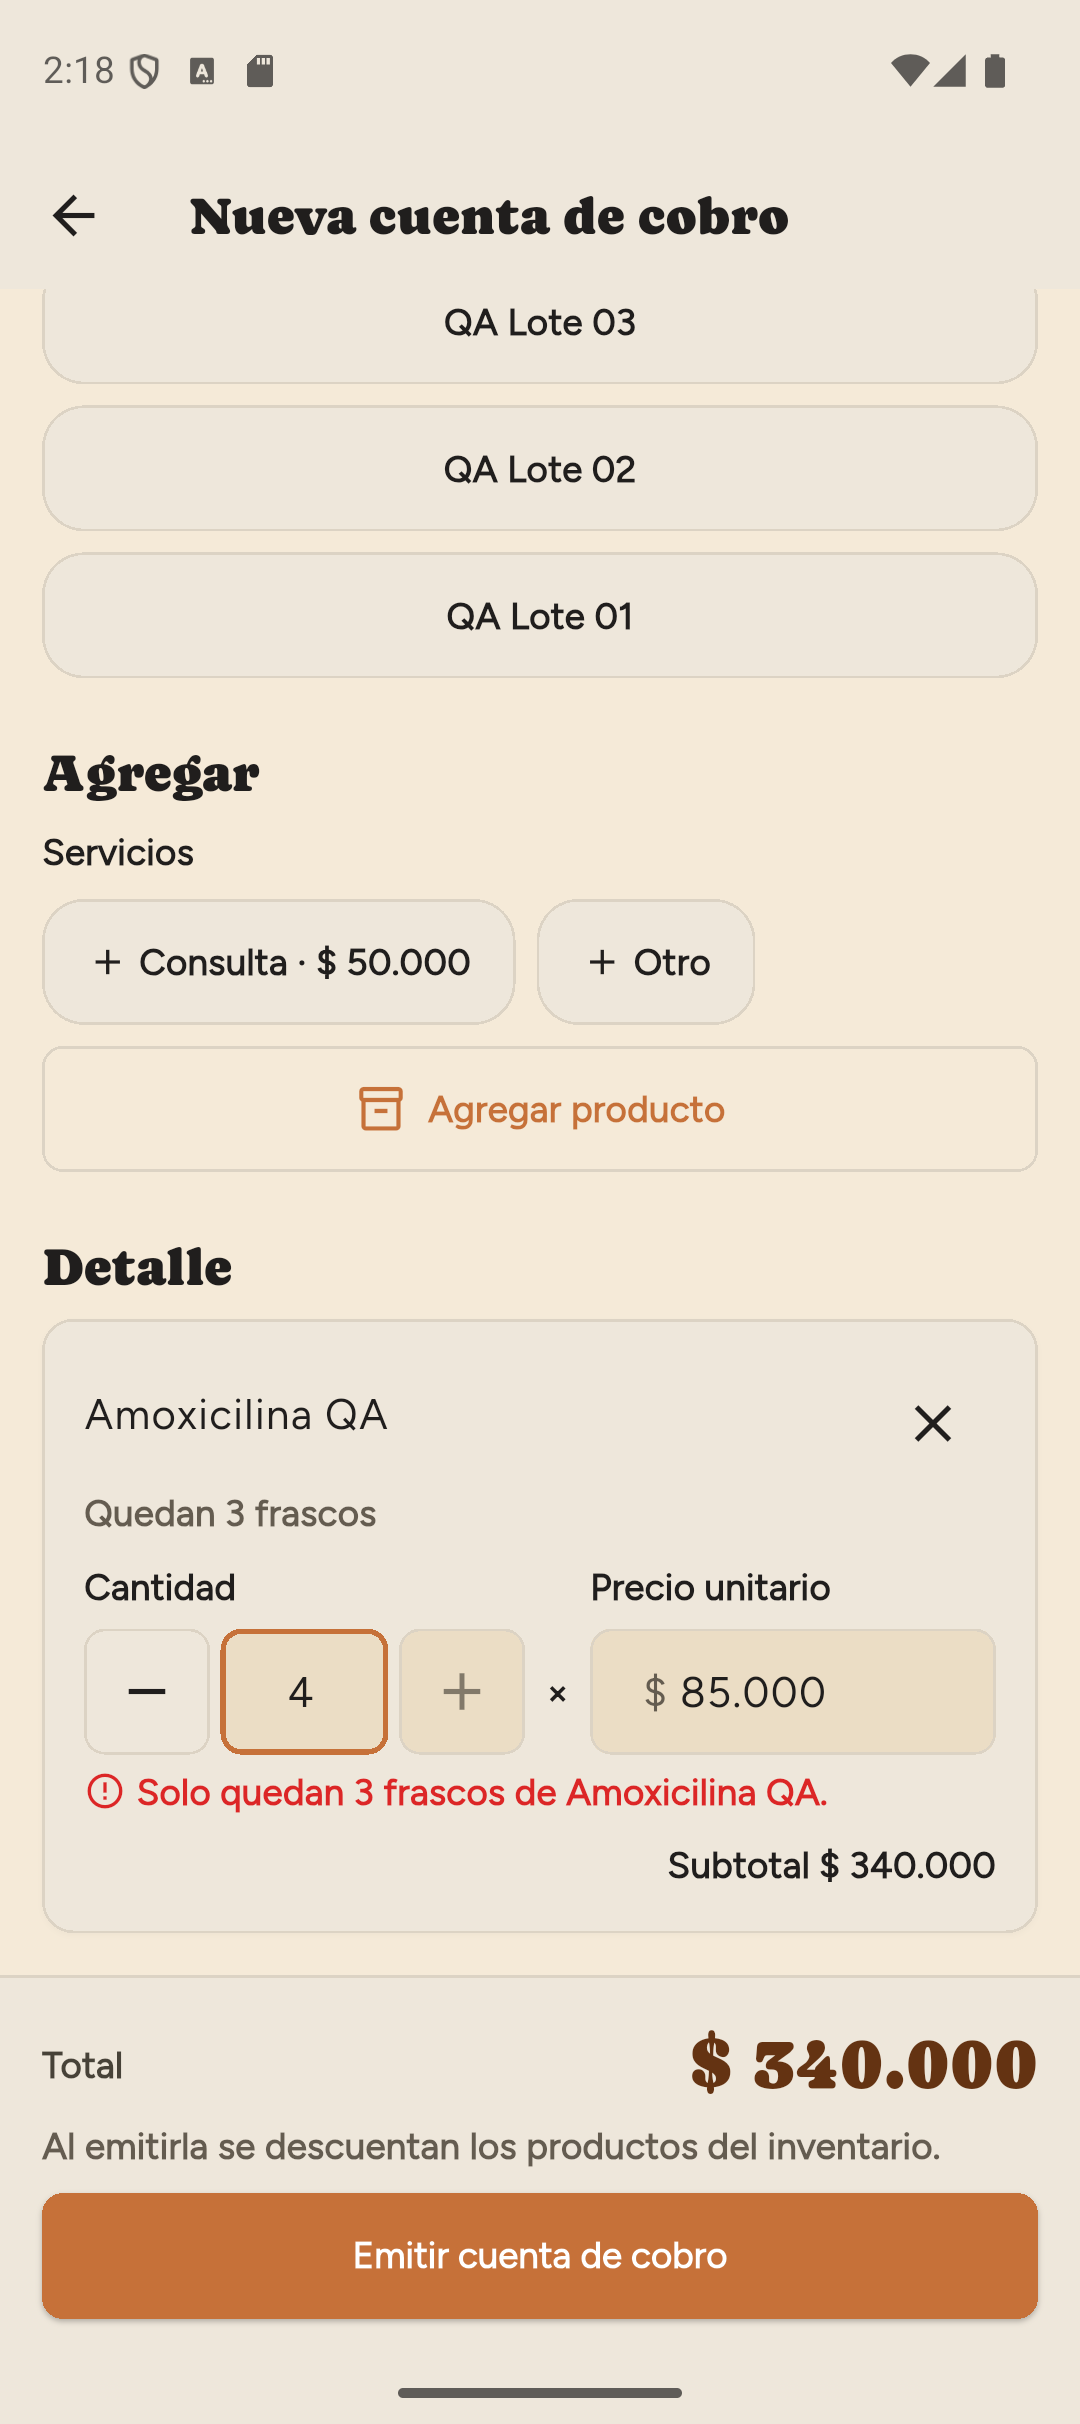 2:18
Nueva cuenta de cobro
QA Lote 03
QA Lote 02
QA Lote 01
Agregar
Servicios
+ Consulta · $ 50.000
+ Otro
Agregar producto
Detalle
Amoxicilina QA
Quedan 3 frascos
Cantidad
Precio unitario
− 4 + × $ 85.000
Solo quedan 3 frascos de Amoxicilina QA.
Subtotal $ 340.000
Total
$ 340.000
Al emitirla se descuentan los productos del inventario.
Emitir cuenta de cobro